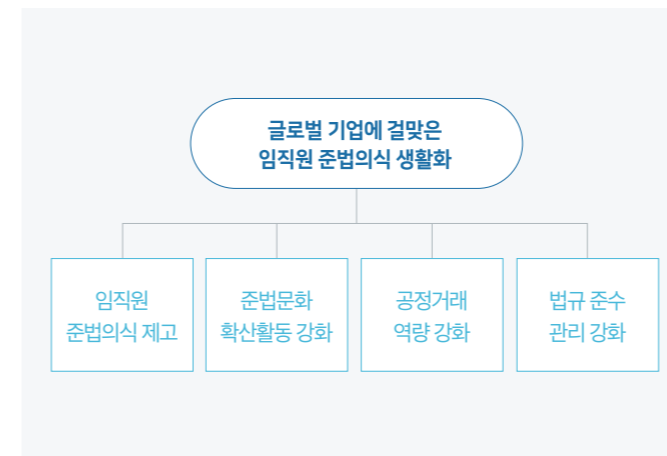 글로벌 기업에 걸맞은
임직원 준법의식 생활화
임직원
준법의식 제고
준법문화
확산활동 강화
공정거래
역량 강화
법규 준수
관리 강화